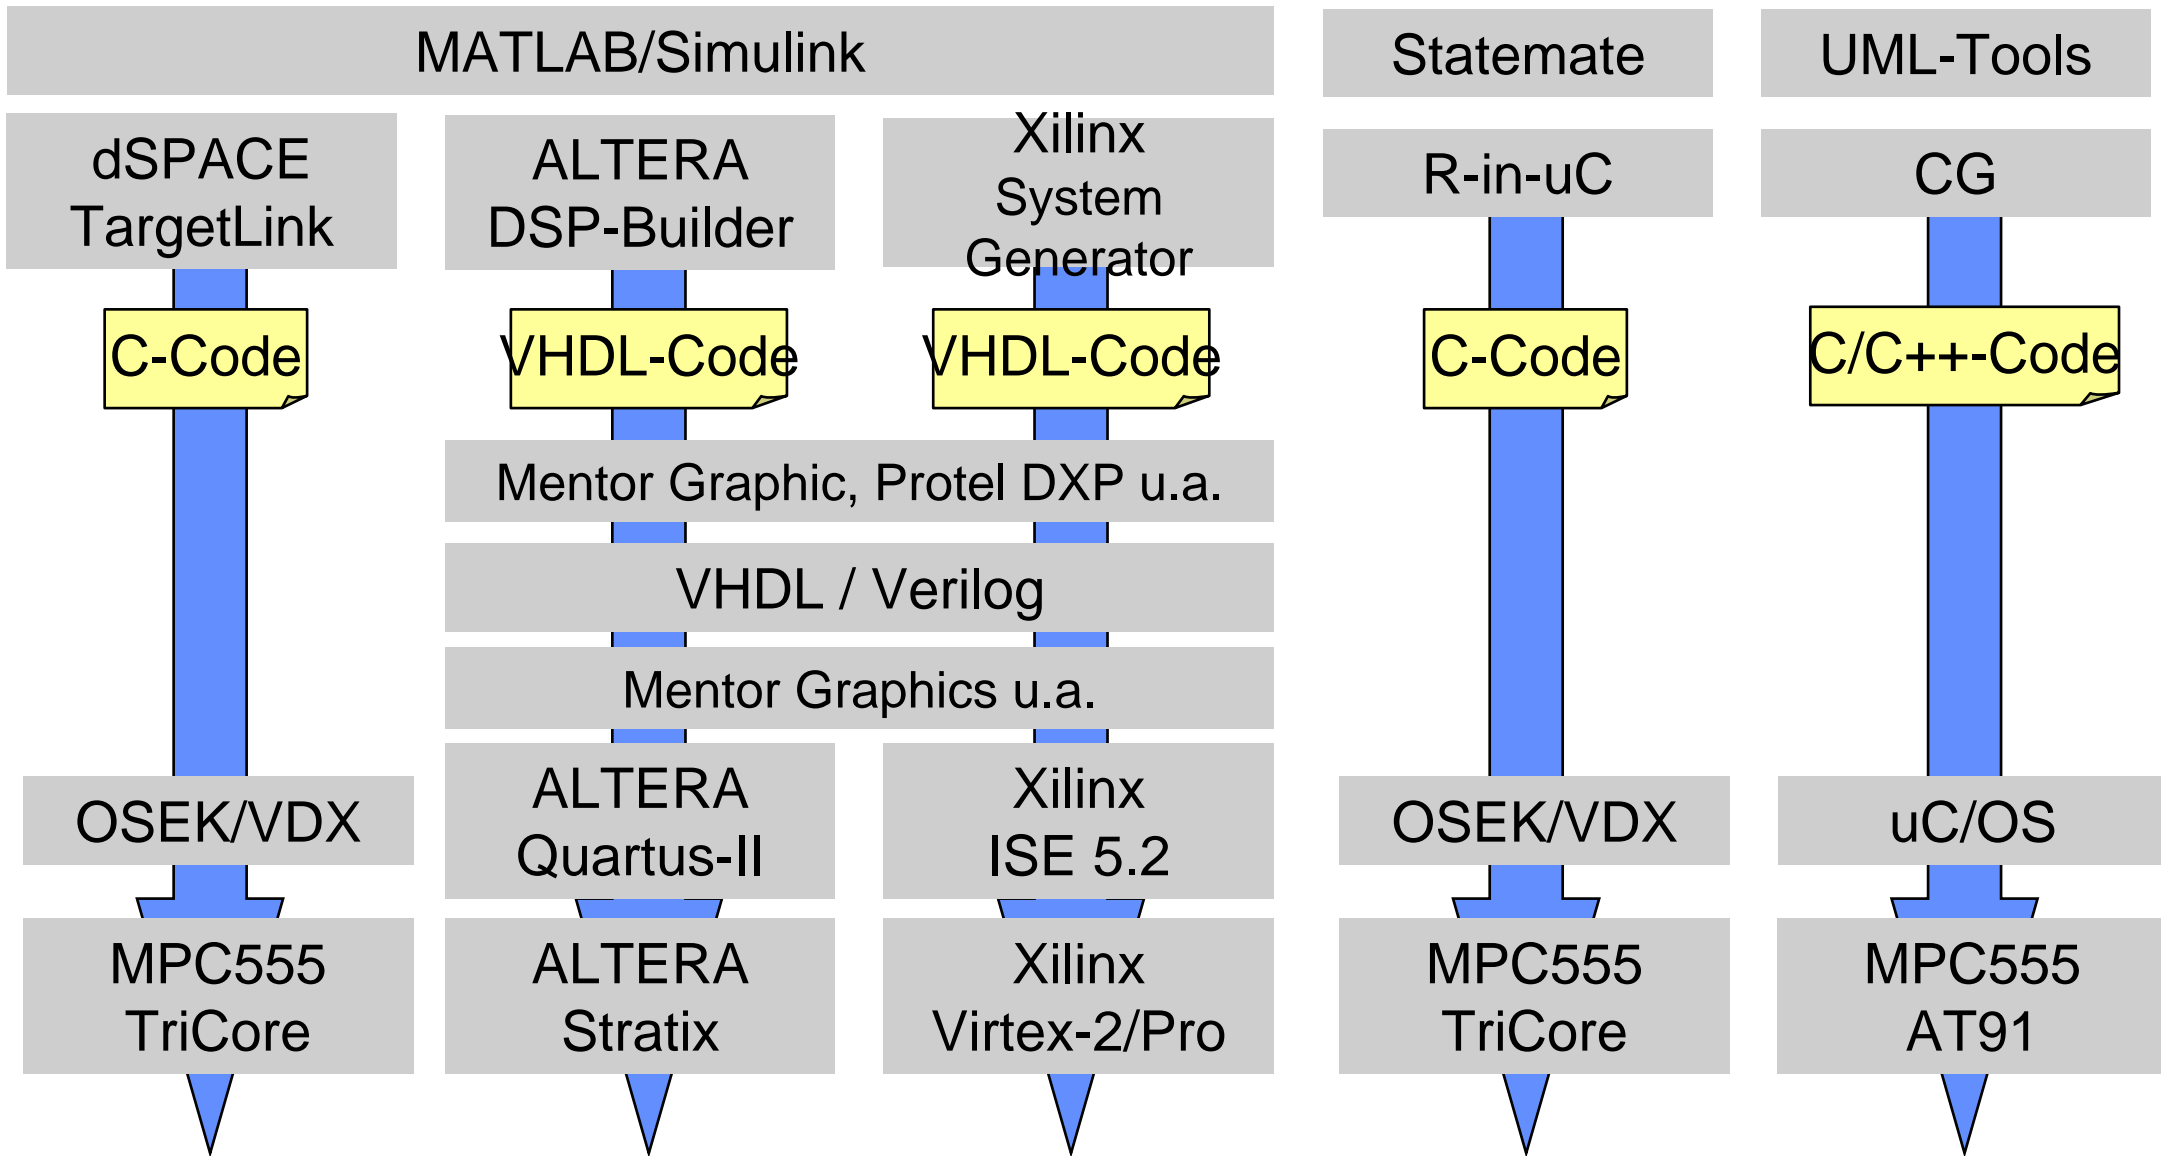 MATLAB/Simulink
Statemate
UML-Tools
dSPACE
TargetLink
ALTERA
DSP-Builder
Xilinx
System
Generator
R-in-uC
CG
C-Code
VHDL-Code
VHDL-Code
C-Code
C/C++-Code
Mentor Graphic, Protel DXP u.a.
VHDL / Verilog
Mentor Graphics u.a.
OSEK/VDX
ALTERA
Quartus-II
Xilinx
ISE 5.2
OSEK/VDX
uC/OS
MPC555
TriCore
ALTERA
Stratix
Xilinx
Virtex-2/Pro
MPC555
TriCore
MPC555
AT91